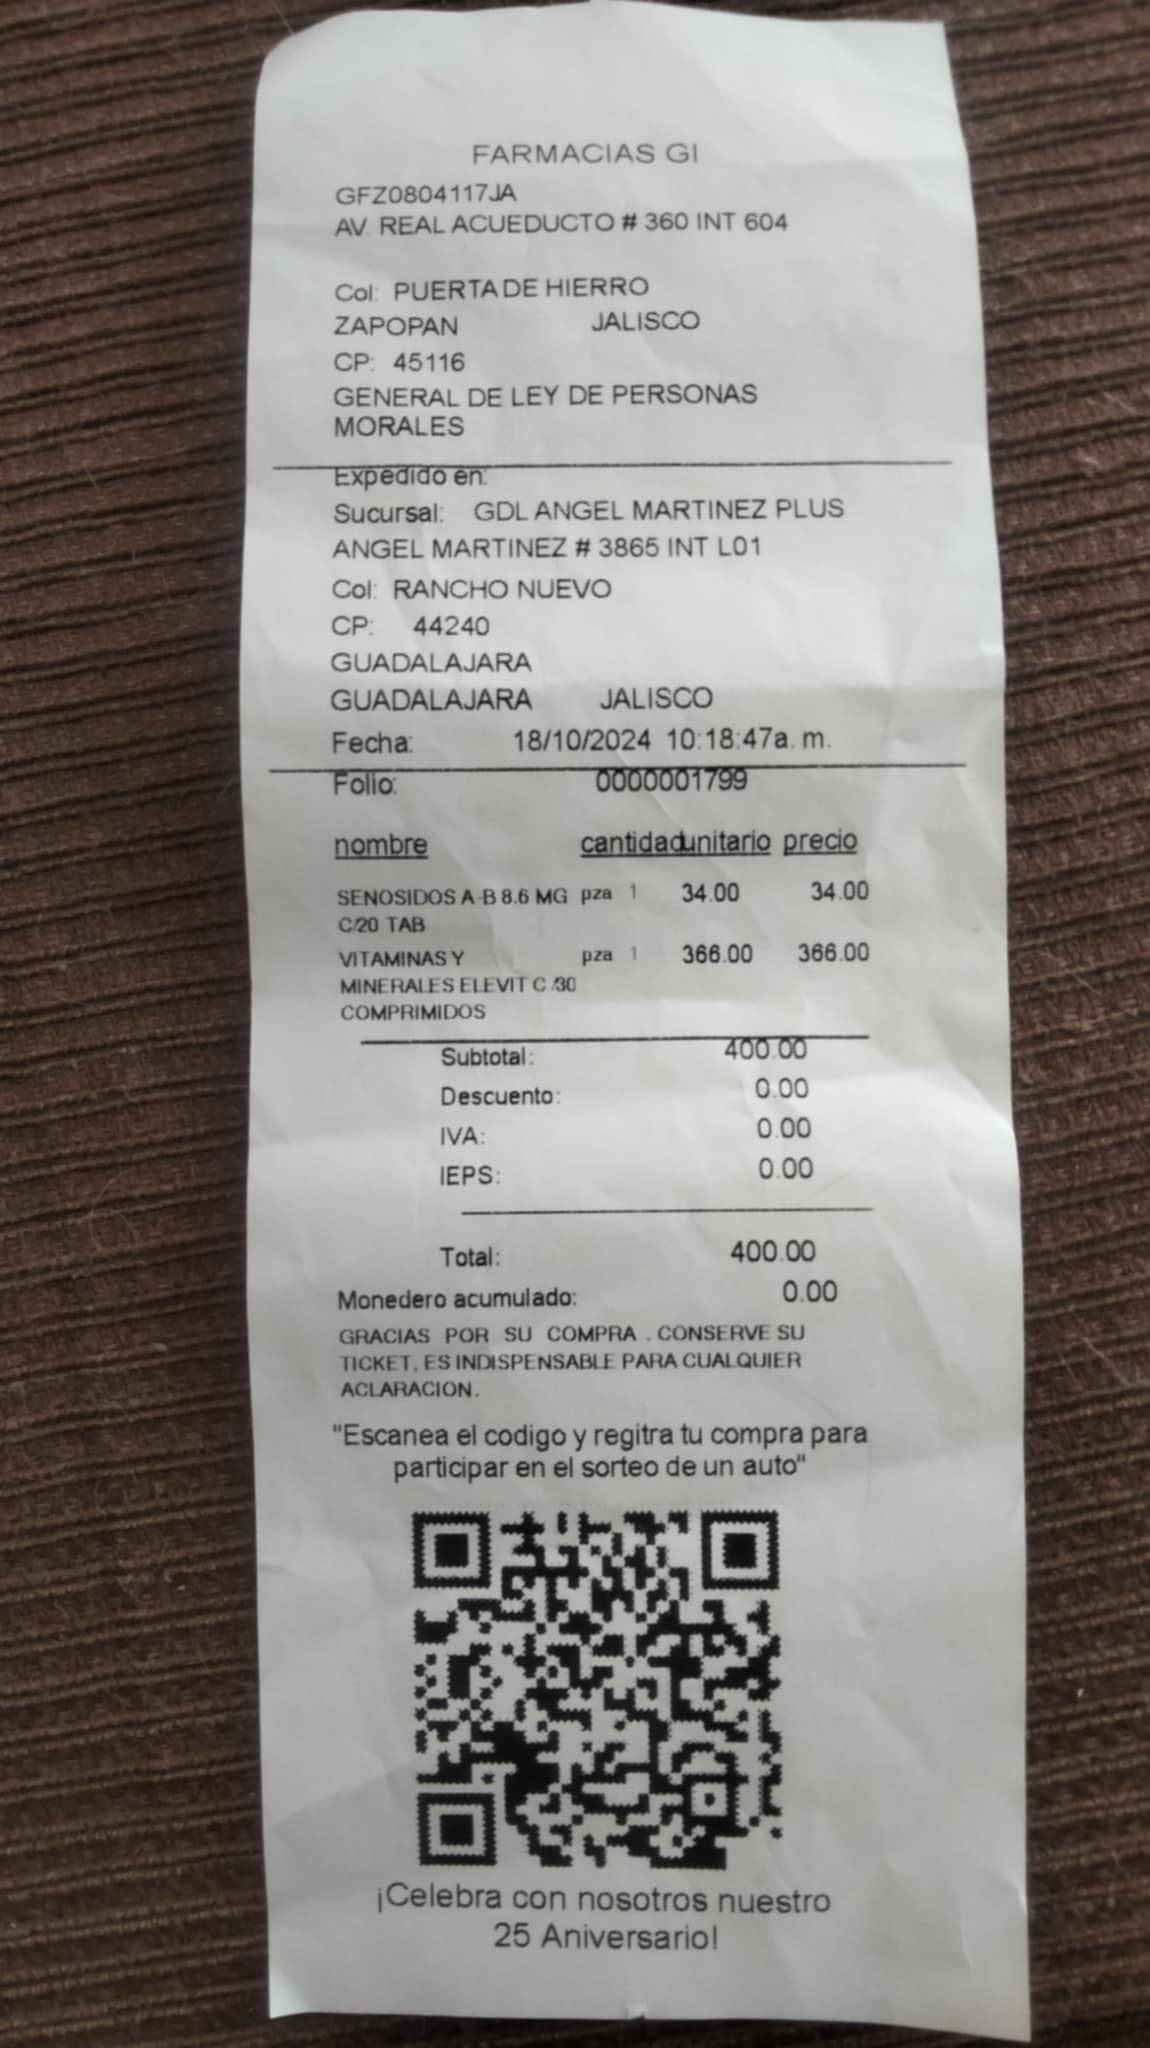 FARMACIAS GI
GFZ0804117JA
AV. REAL ACUEDUCTO # 360 INT 604
Col: PUERTA DE HIERRO
ZAPOPAN JALISCO
CP: 45116
GENERAL DE LEY DE PERSONAS
MORALES
Expedido en:
Sucursal: GDL ANGEL MARTINEZ PLUS
ANGEL MARTINEZ # 3865 INT L01
Col: RANCHO NUEVO
CP: 44240
GUADALAJARA
GUADALAJARA JALISCO
Fecha: 18/10/2024 10:18:47a. m.
Folio: 0000001799
nombre cantidad unitario precio
SENOSIDOS A-B 8.6 MG pza 1 34.00 34.00
C/20 TAB
VITAMINAS Y pza 1 366.00 366.00
MINERALES ELEVIT C/30
COMPRIMIDOS
Subtotal: 400.00
Descuento: 0.00
IVA: 0.00
IEPS: 0.00
Total: 400.00
Monedero acumulado: 0.00
GRACIAS POR SU COMPRA . CONSERVE SU
TICKET, ES INDISPENSABLE PARA CUALQUIER
ACLARACION.
"Escanea el codigo y regitra tu compra para
participar en el sorteo de un auto"
¡Celebra con nosotros nuestro
25 Aniversario!